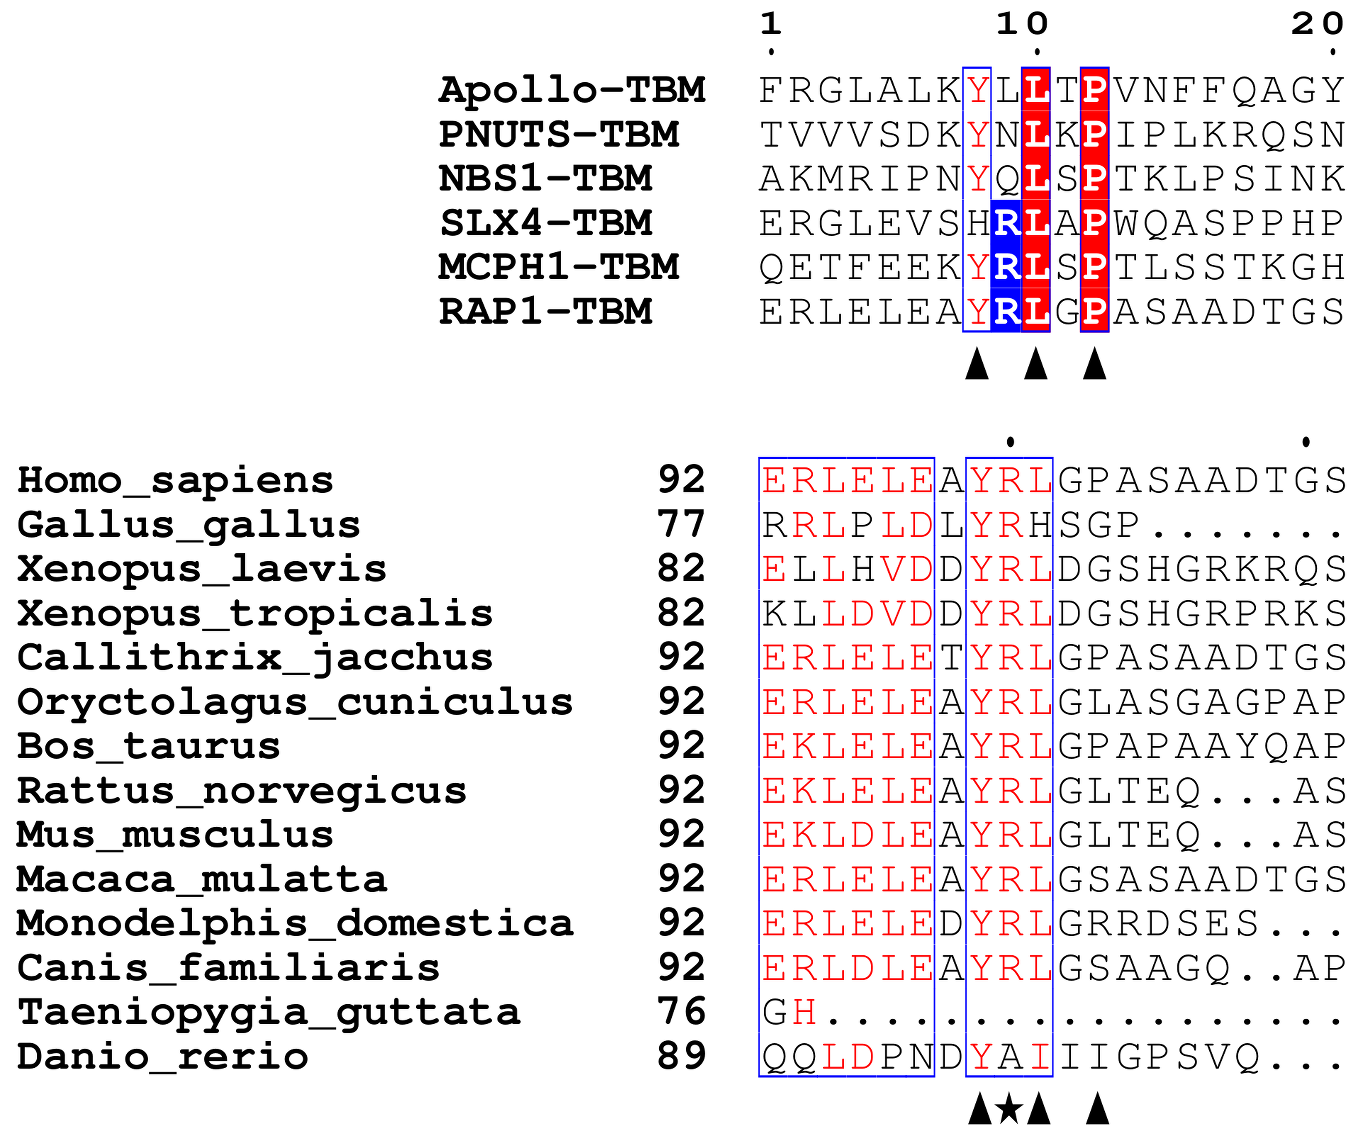 1 10 20
Apollo-TBM FRGLALKYLLTPVNFFQAGY
PNUTS-TBM TVVVSDKYNLKPIPLKRQSN
NBS1-TBM AKMRIPNYQLSPTKLPSINK
SLX4-TBM ERGLEVSHRLAPWQASPPHP
MCPH1-TBM QETFEEKYRLSPTLSSTKGH
RAP1-TBM ERLELEAYRLGPASAADTGS
Homo_sapiens 92 ERLELEAYRLGPASAADTGS
Gallus_gallus 77 RRLPLDLYRHSGP.......
Xenopus_laevis 82 ELLHVDDYRLDGSHGRKRQS
Xenopus_tropicalis 82 KLLDVDDYRLDGSHGRPRKS
Callithrix_jacchus 92 ERLELETYRLGPASAADTGS
Oryctolagus_cuniculus 92 ERLELEAYRLGLASGAGPAP
Bos_taurus 92 EKLELEAYRLGPAPAAYQAP
Rattus_norvegicus 92 EKLELEAYRLGLTEQ...AS
Mus_musculus 92 EKLDLEAYRLGLTEQ...AS
Macaca_mulatta 92 ERLELEAYRLGSASAADTGS
Monodelphis_domestica 92 ERLELEDYRLGRRDSES...
Canis_familiaris 92 ERLDLEAYRLGSAAGQ..AP
Taeniopygia_guttata 76 GH..................
Danio_rerio 89 QQLDPNDYAIIIGPSVQ...